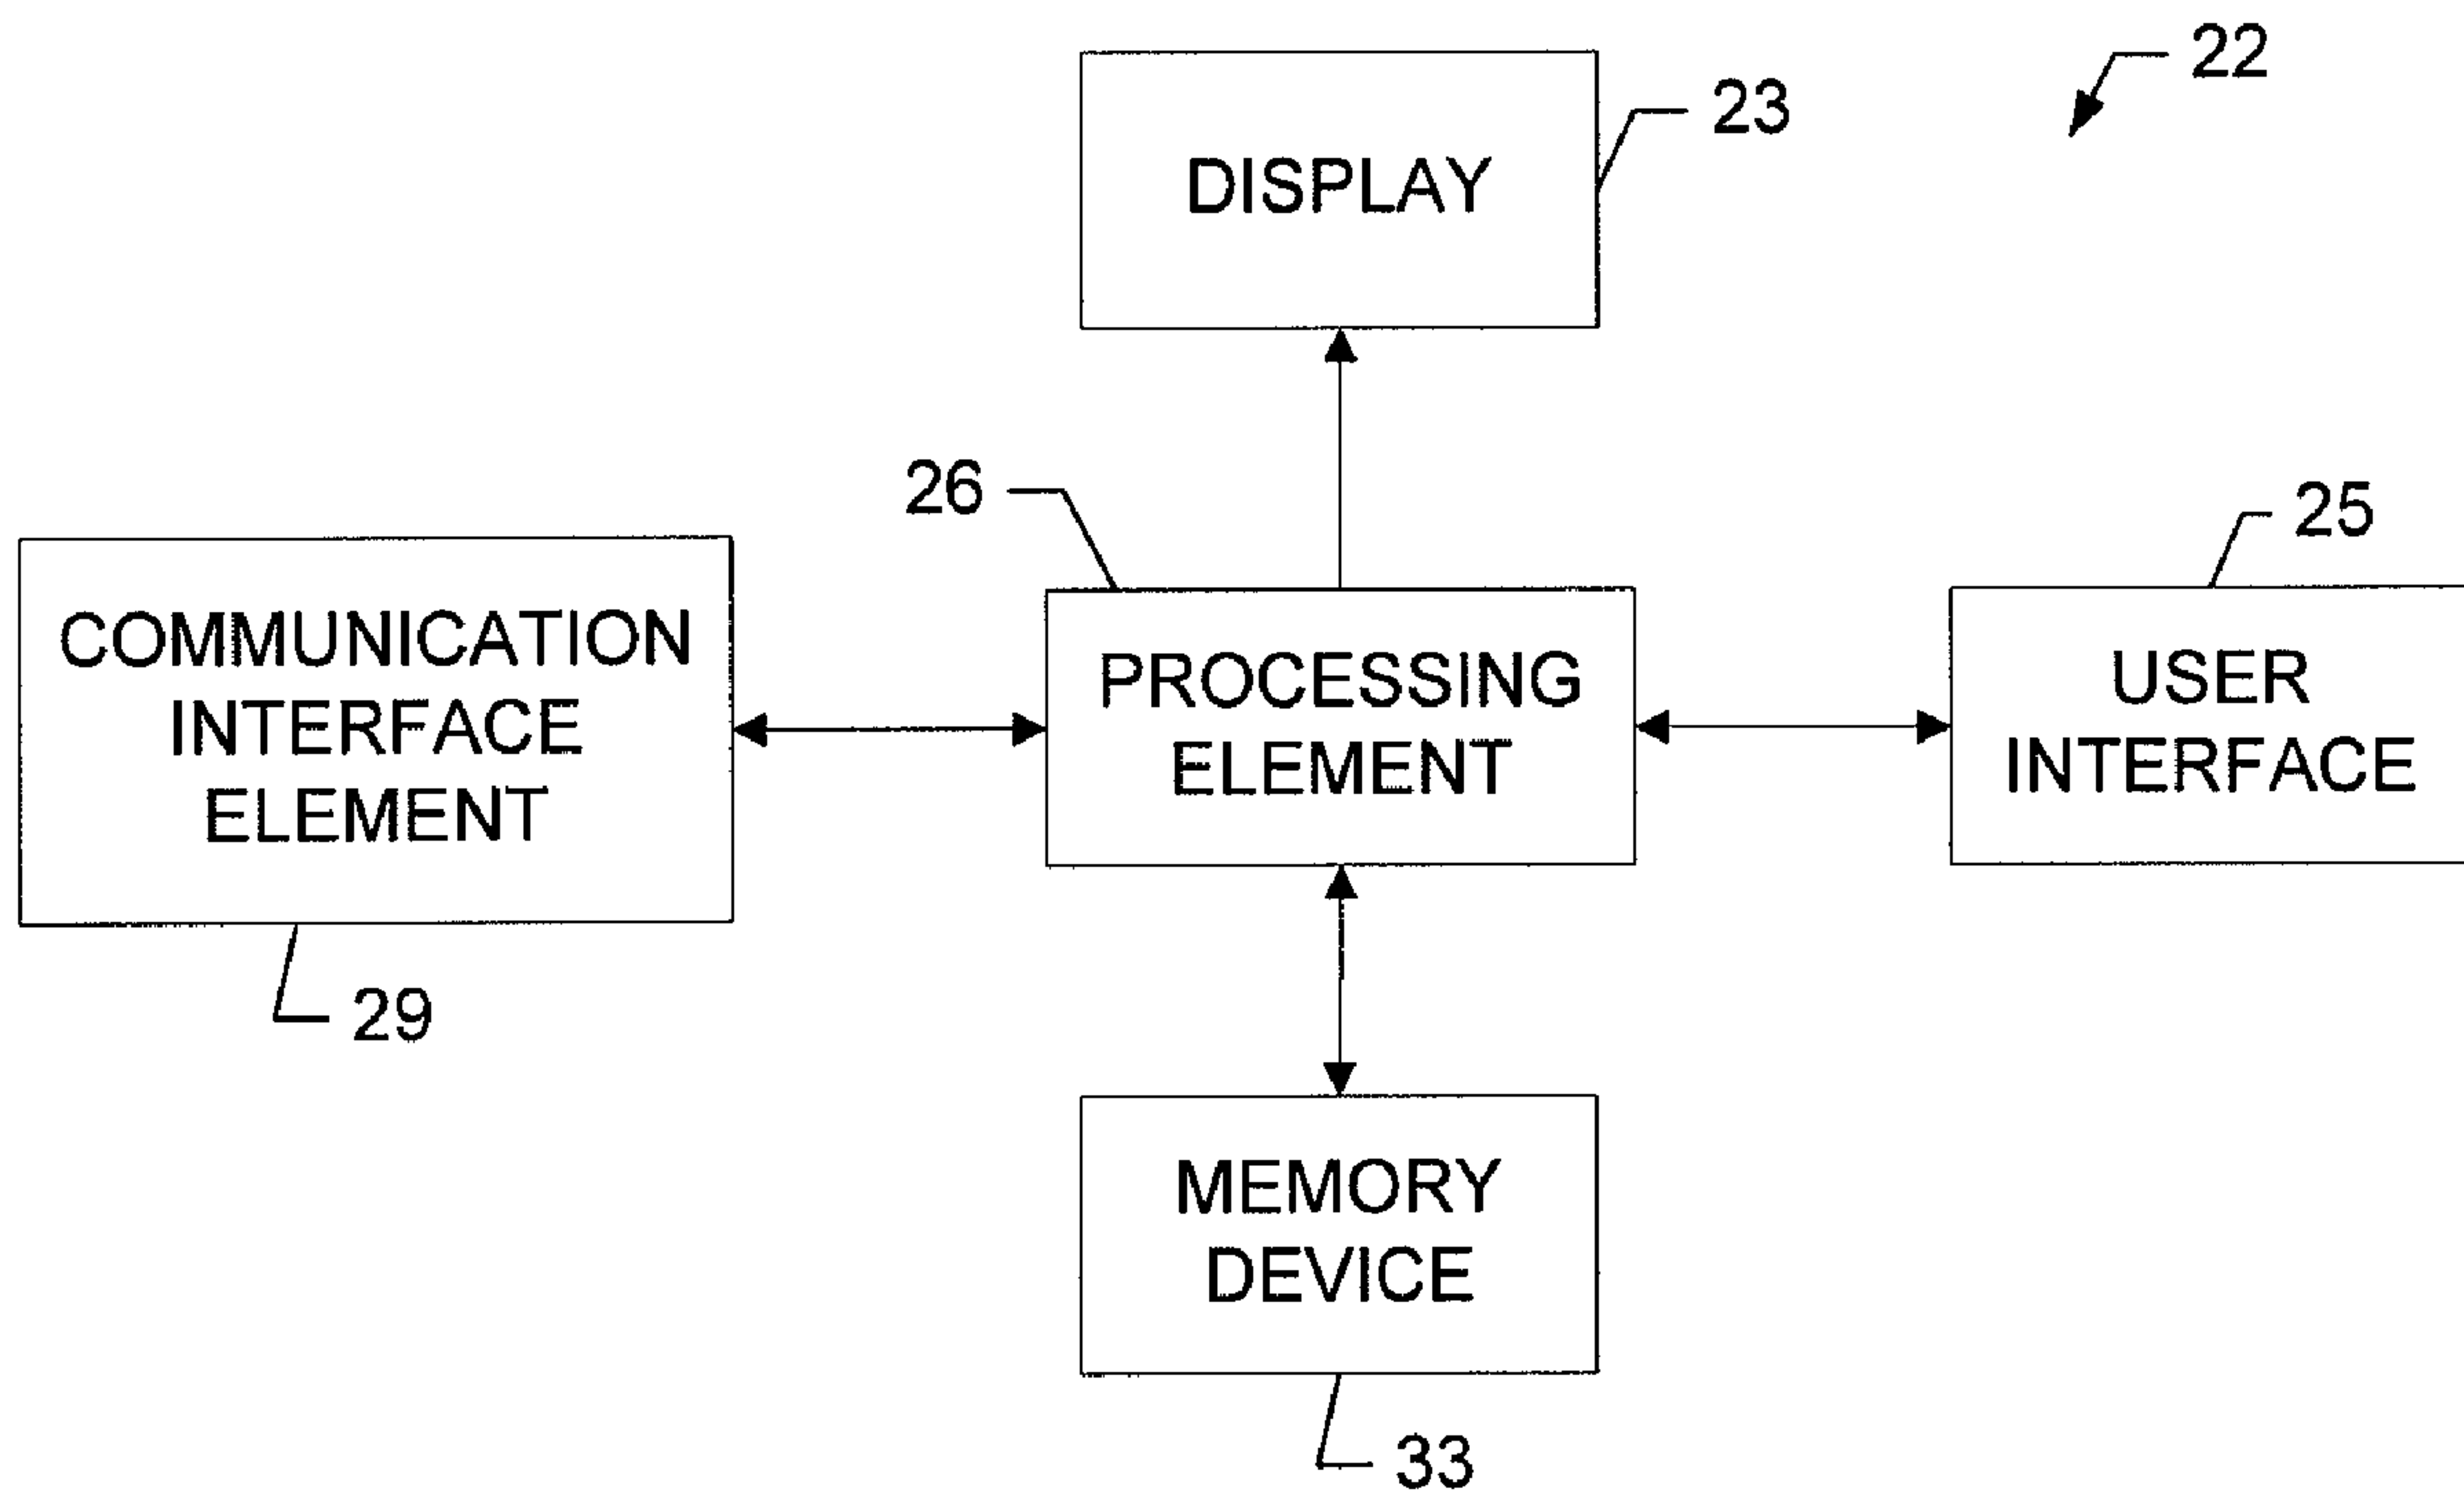 22
23
DISPLAY
26
25
COMMUNICATION
INTERFACE
ELEMENT
PROCESSING
ELEMENT
USER
INTERFACE
29
MEMORY
DEVICE
33